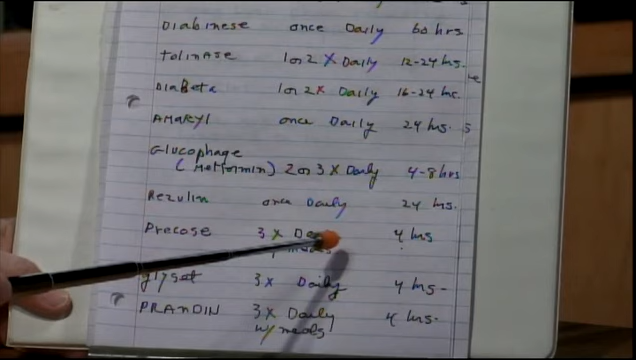 Diabinese once Daily 60 hrs
Tolinase 1 or 2 X Daily 12-24 hrs.
DiaBeta 1 or 2 X Daily 16-24 hrs.
Amaryl once Daily 24 hrs.
Glucophage
(Metformin) 2 or 3 X Daily 4-8 hrs
Rezulin once Daily 24 hrs.
Precose 3 X 4 hrs
glyset 3 X Daily 4 hrs-
PRANDIN 3 X Daily 4 hrs.
w/ meals